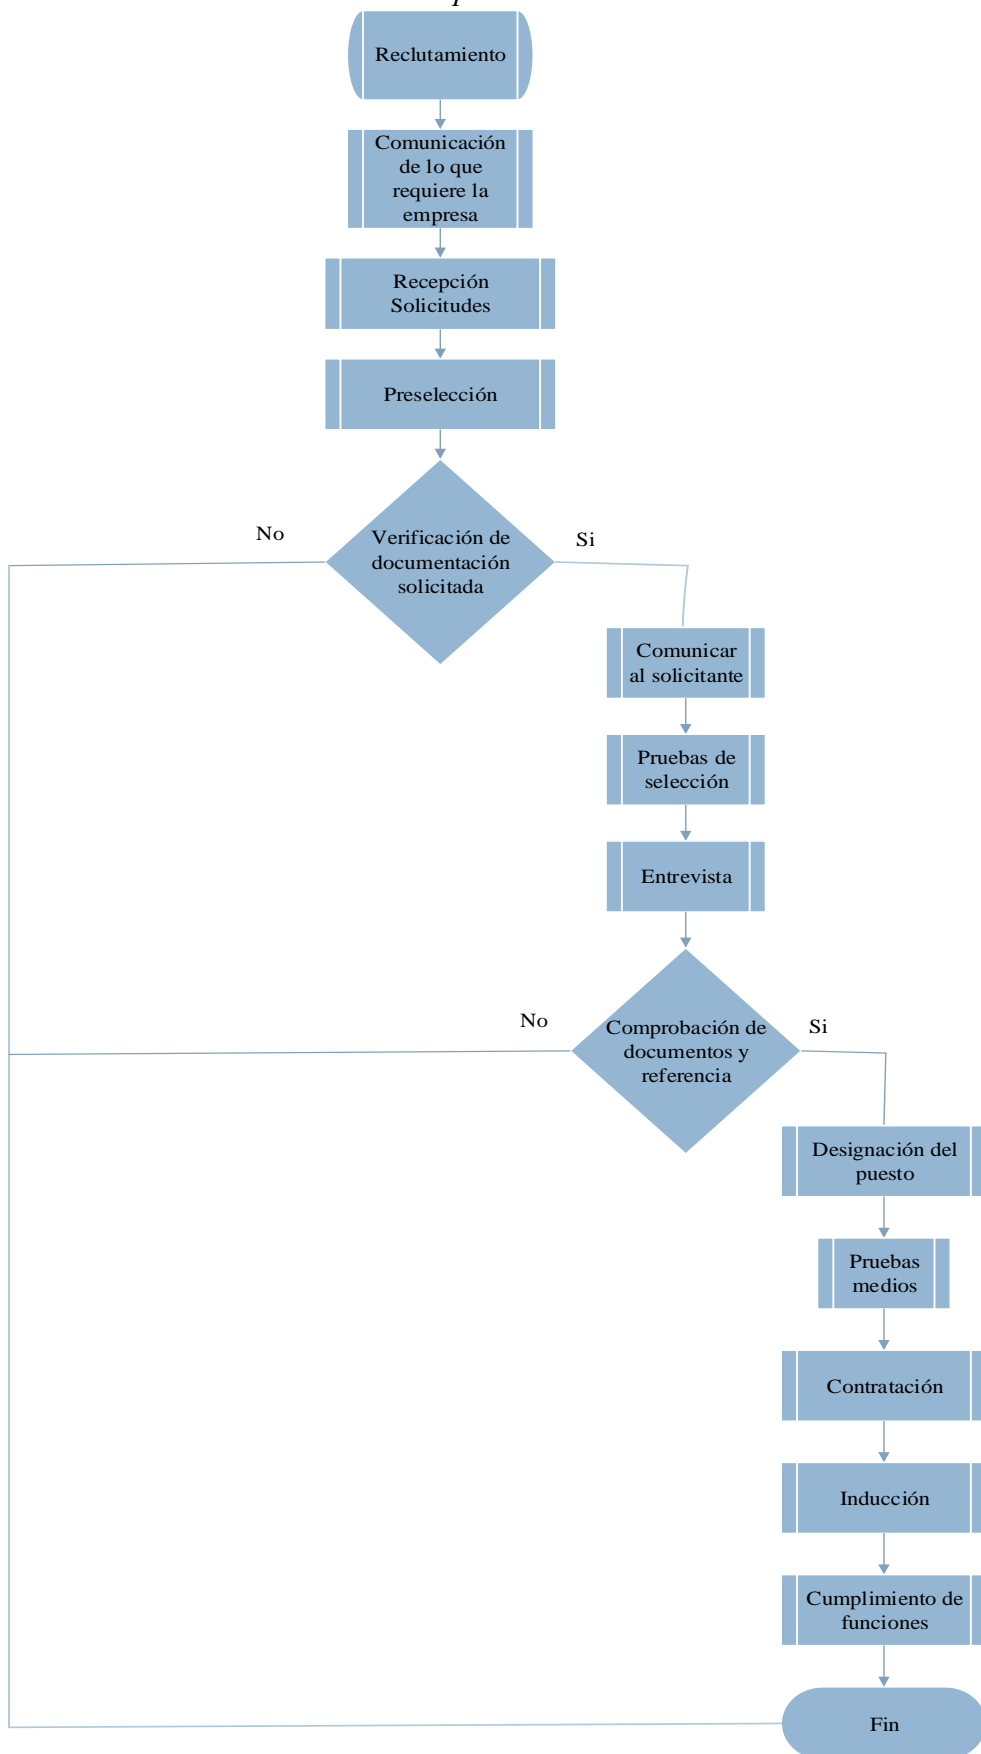 Reclutamiento
Comunicación
de lo que
requiere la
empresa
Recepción
Solicitudes
Preselección
No
Verificación de
documentación
solicitada
Si
Comunicar
al solicitante
Pruebas de
selección
Entrevista
No
Comprobación de
documentos y
referencia
Si
Designación del
puesto
Pruebas
medios
Contratación
Inducción
Cumplimiento de
funciones
Fin